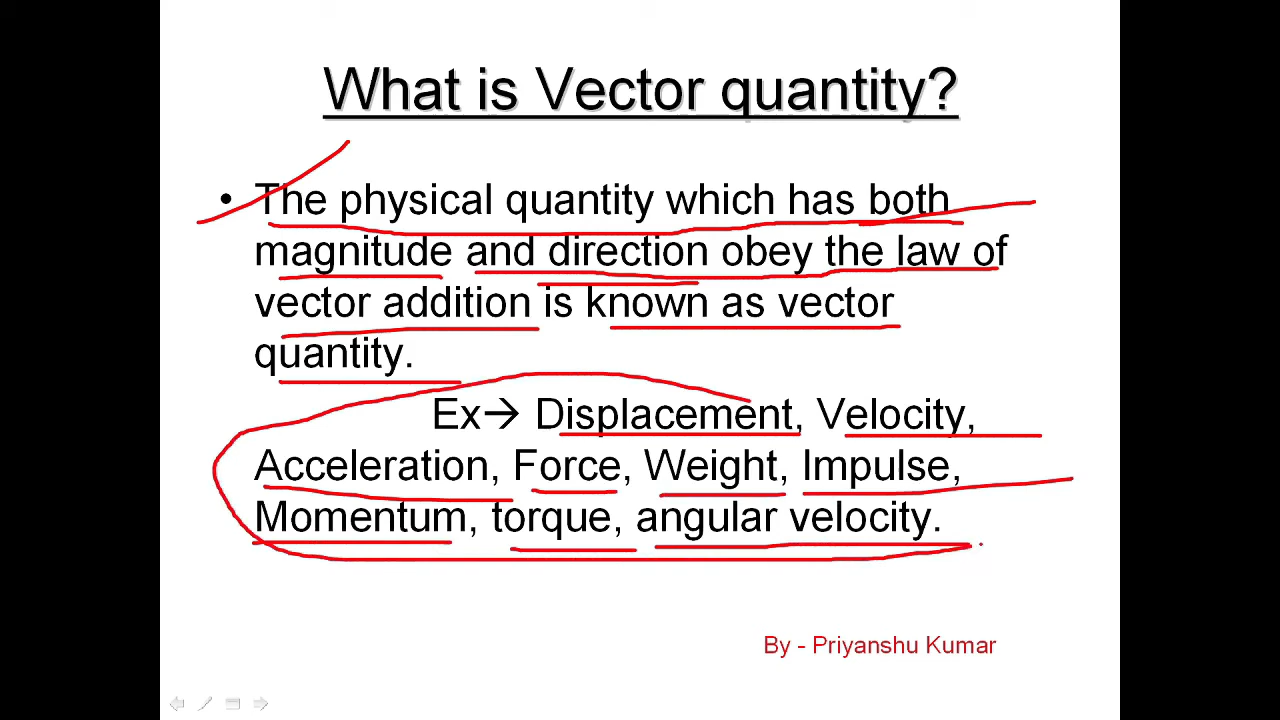 What is Vector quantity?
• The physical quantity which has both
magnitude and direction obey the law of
vector addition is known as vector
quantity.
Ex→ Displacement, Velocity,
Acceleration, Force, Weight, Impulse,
Momentum, torque, angular velocity.
By - Priyanshu Kumar